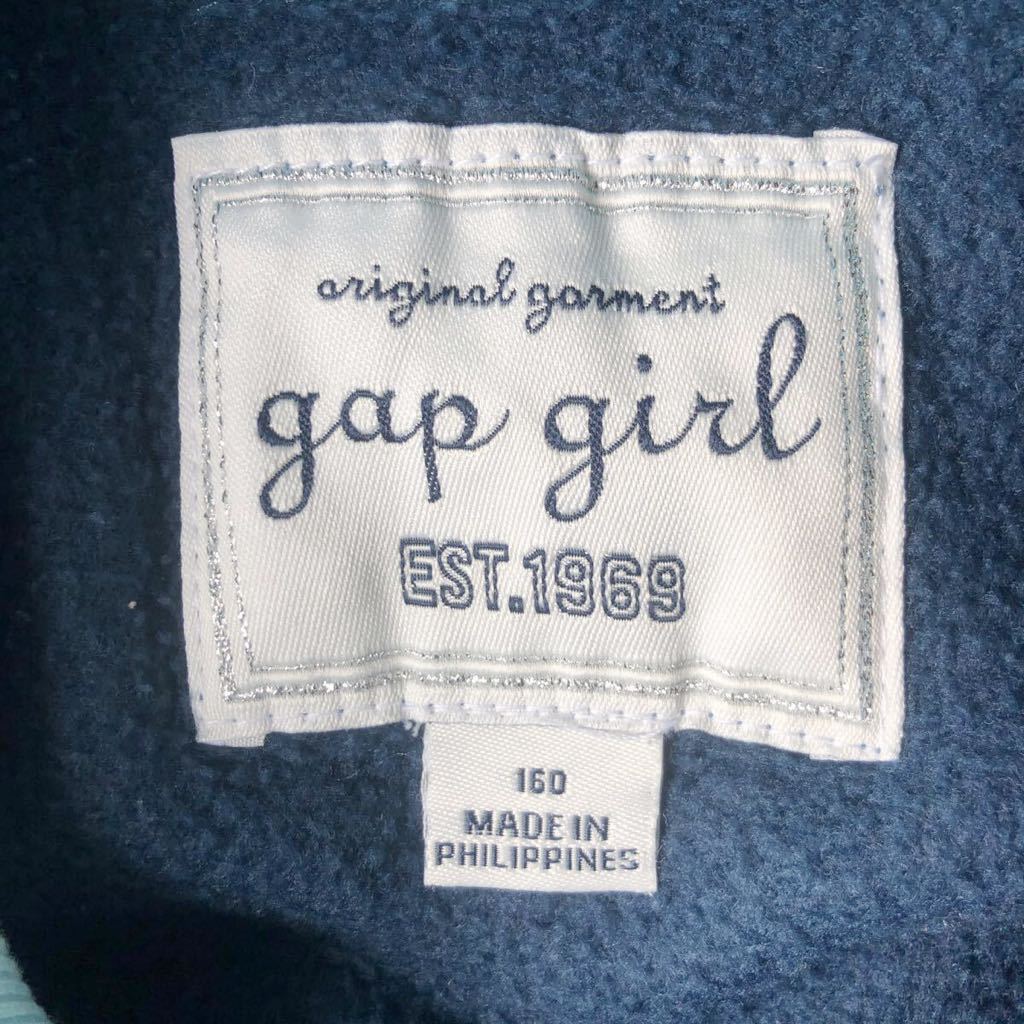 original garment
gap girl
EST.1969
160
MADE IN
PHILIPPINES